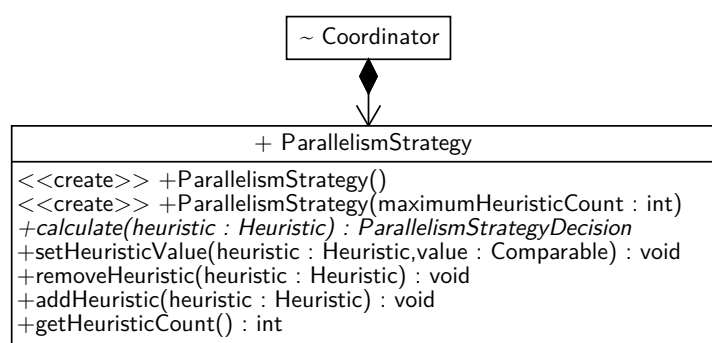 ~ Coordinator
+ ParallelismStrategy
<<create>> +ParallelismStrategy()
<<create>> +ParallelismStrategy(maximumHeuristicCount : int)
+calculate(heuristic : Heuristic) : ParallelismStrategyDecision
+setHeuristicValue(heuristic : Heuristic,value : Comparable) : void
+removeHeuristic(heuristic : Heuristic) : void
+addHeuristic(heuristic : Heuristic) : void
+getHeuristicCount() : int